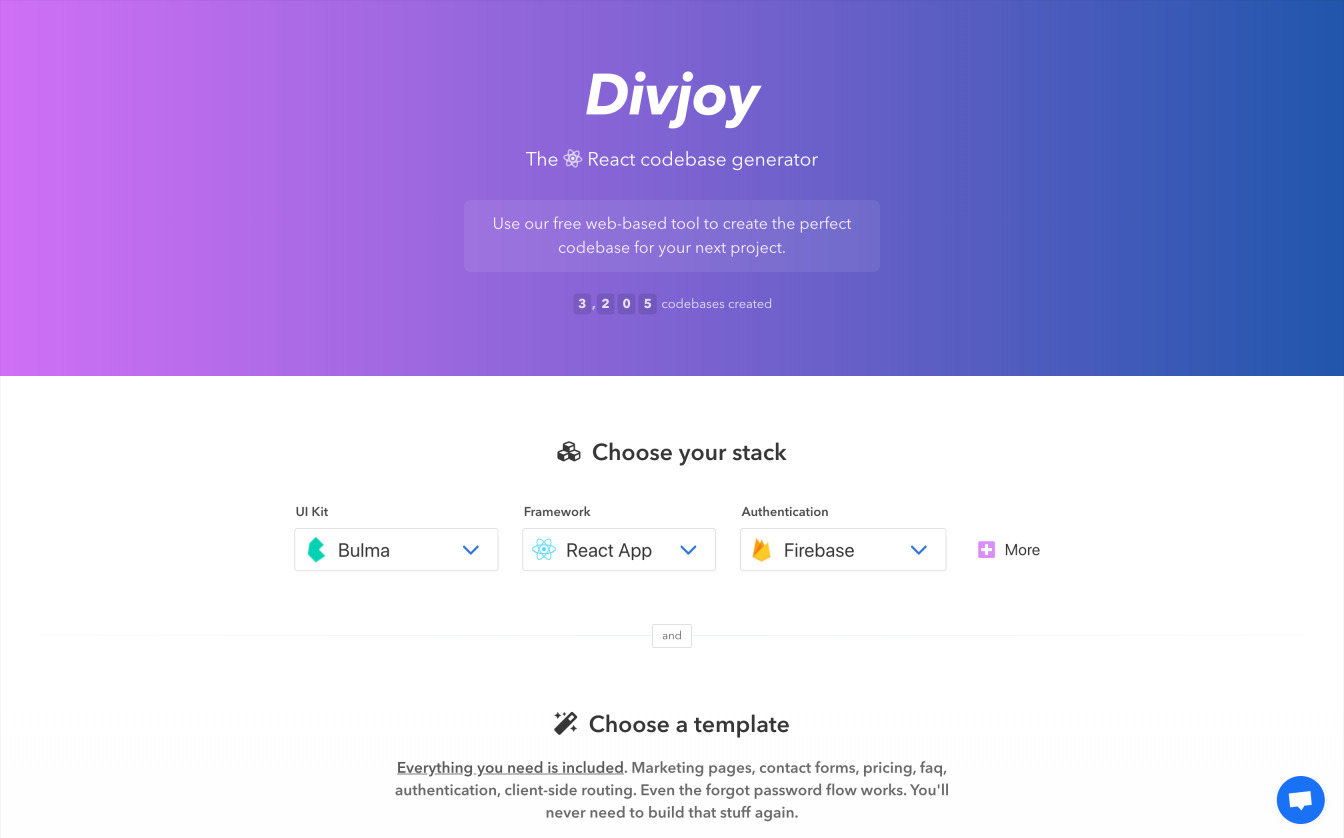 Divjoy
The React codebase generator
Use our free web-based tool to create the perfect
codebase for your next project.
3,205 codebases created
Choose your stack
UI Kit
Framework
Authentication
Bulma
React App
Firebase
More
and
Choose a template
Everything you need is included. Marketing pages, contact forms, pricing, faq,
authentication, client-side routing. Even the forgot password flow works. You'll
never need to build that stuff again.